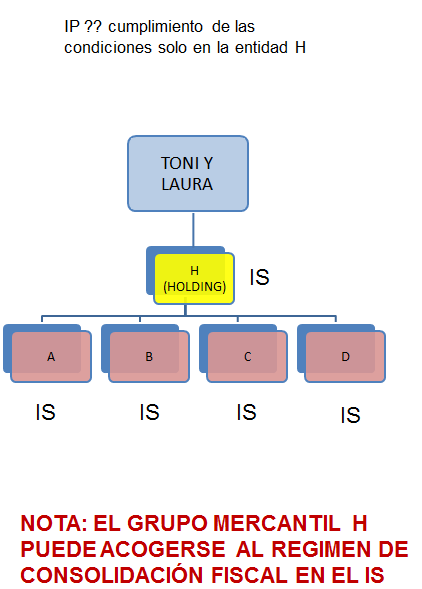 IP ?? cumplimiento de las
condiciones solo en la entidad H
TONI Y
LAURA
H
(HOLDING)
IS
A
B
C
D
IS
IS
IS
IS
NOTA: EL GRUPO MERCANTIL H
PUEDE ACOGERSE AL REGIMEN DE
CONSOLIDACIÓN FISCAL EN EL IS